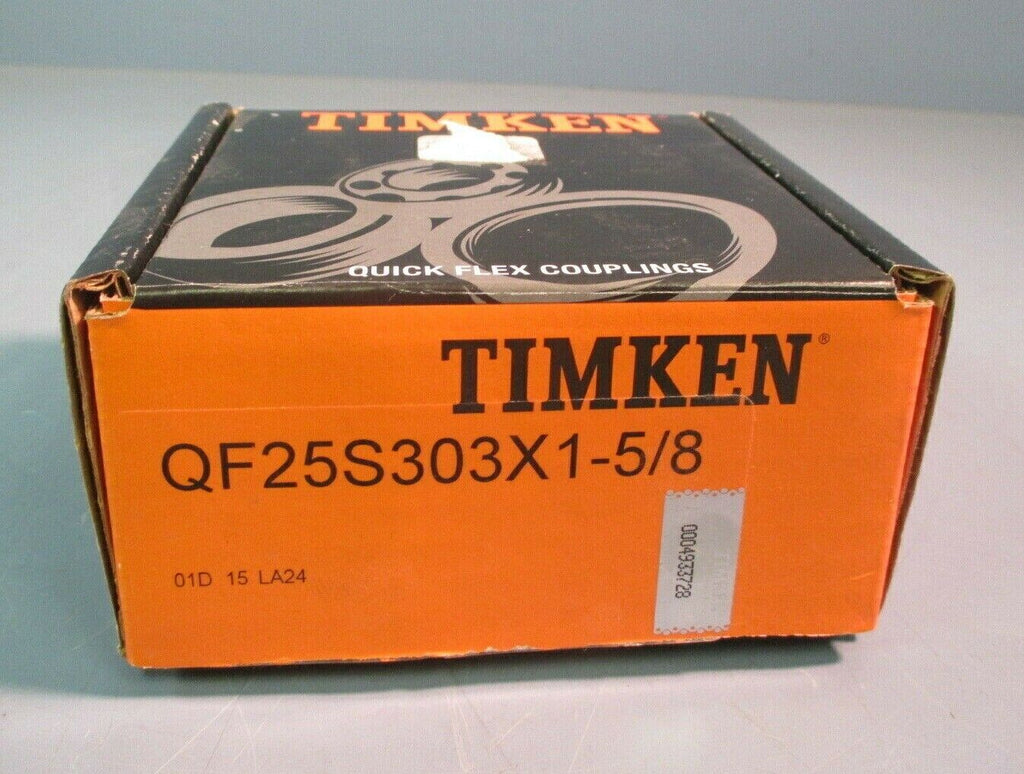 TIMKEN
QUICK FLEX COUPLINGS
TIMKEN®
QF25S303X1-5/8
0004933728
01D 15 LA24